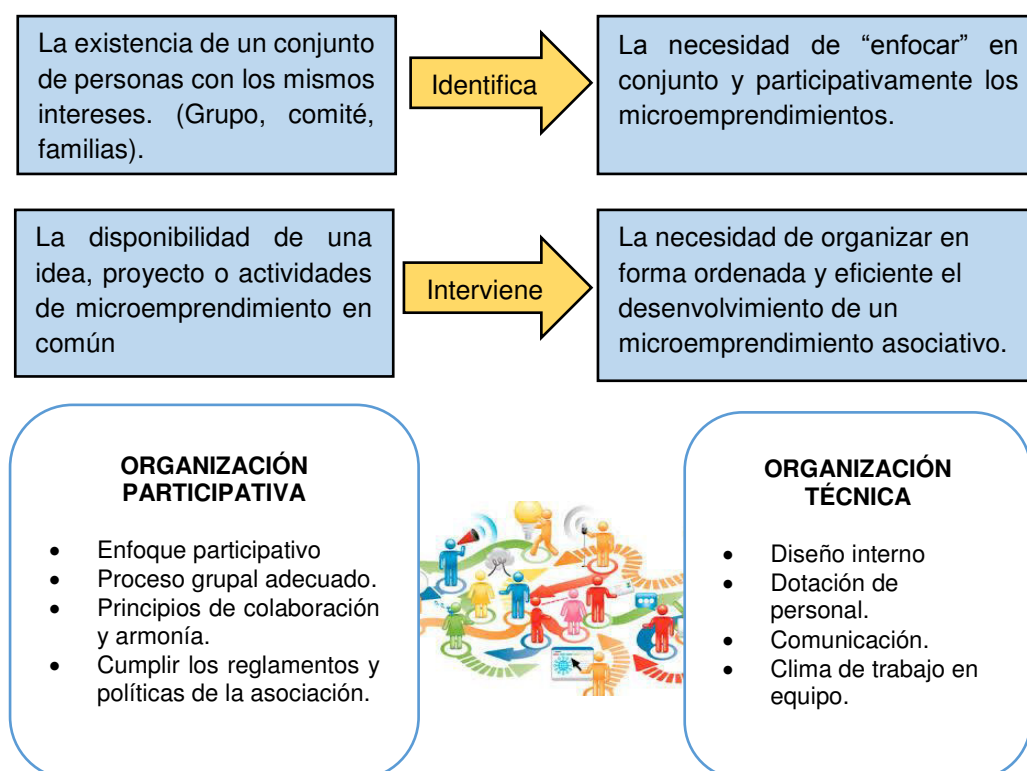 La existencia de un conjunto
de personas con los mismos
intereses. (Grupo, comité,
familias).
Identifica
La necesidad de “enfocar” en
conjunto y participativamente los
microemprendimientos.
La disponibilidad de una
idea, proyecto o actividades
de microemprendimiento en
común
Interviene
La necesidad de organizar en
forma ordenada y eficiente el
desenvolvimiento de un
microemprendimiento asociativo.
ORGANIZACIÓN
PARTICIPATIVA
• Enfoque participativo
• Proceso grupal adecuado.
• Principios de colaboración
y armonía.
• Cumplir los reglamentos y
políticas de la asociación.
ORGANIZACIÓN
TÉCNICA
• Diseño interno
• Dotación de
personal.
• Comunicación.
• Clima de trabajo en
equipo.